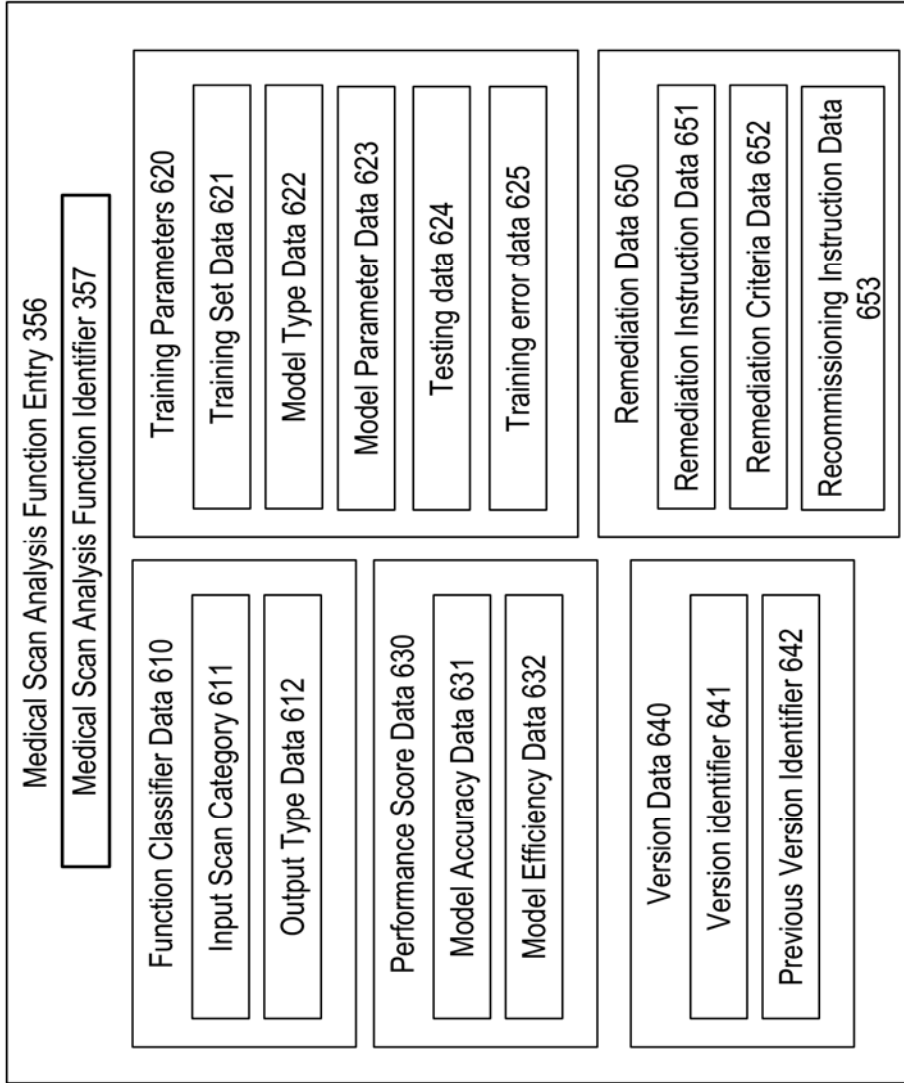 Medical Scan Analysis Function Entry 356
Medical Scan Analysis Function Identifier 357
Function Classifier Data 610
Input Scan Category 611
Output Type Data 612
Performance Score Data 630
Model Accuracy Data 631
Model Efficiency Data 632
Version Data 640
Version identifier 641
Previous Version Identifier 642
Training Parameters 620
Training Set Data 621
Model Type Data 622
Model Parameter Data 623
Testing data 624
Training error data 625
Remediation Data 650
Remediation Instruction Data 651
Remediation Criteria Data 652
Recommissioning Instruction Data
653